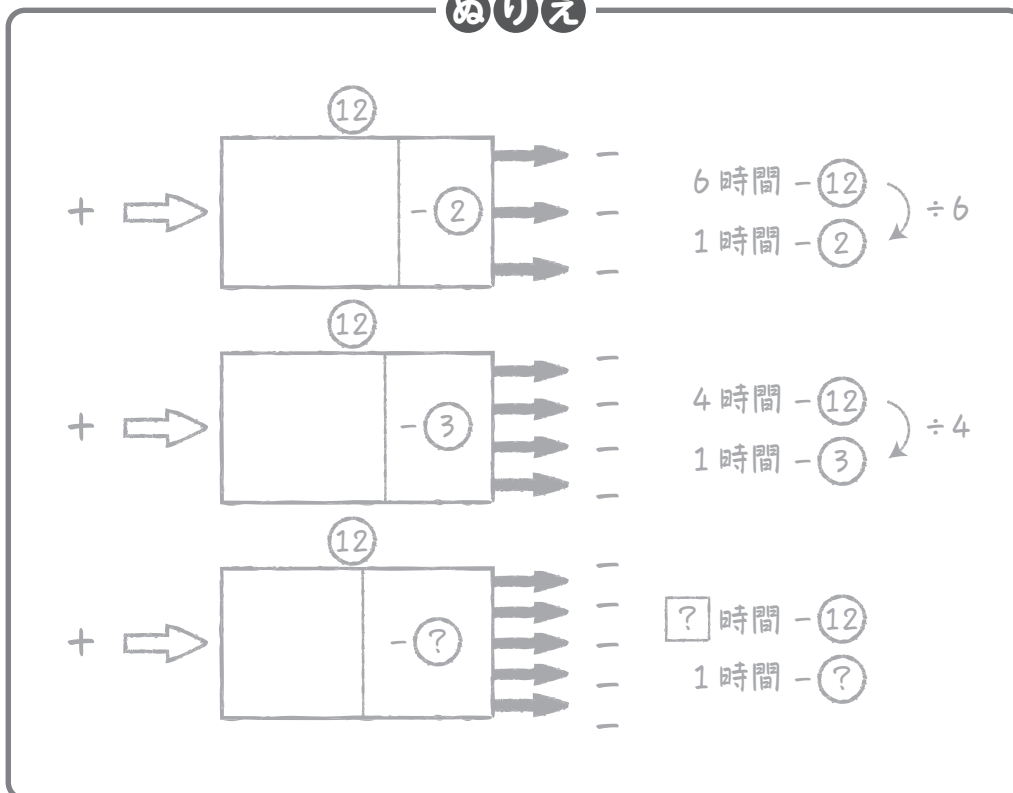 ぬりえ
12
+ - 2 - - - 6時間 - 12
1時間 - 2 ÷6
12
+ - 3 - - - - 4時間 - 12
1時間 - 3 ÷4
12
+ - ? - - - - - ?時間 - 12
1時間 - ?